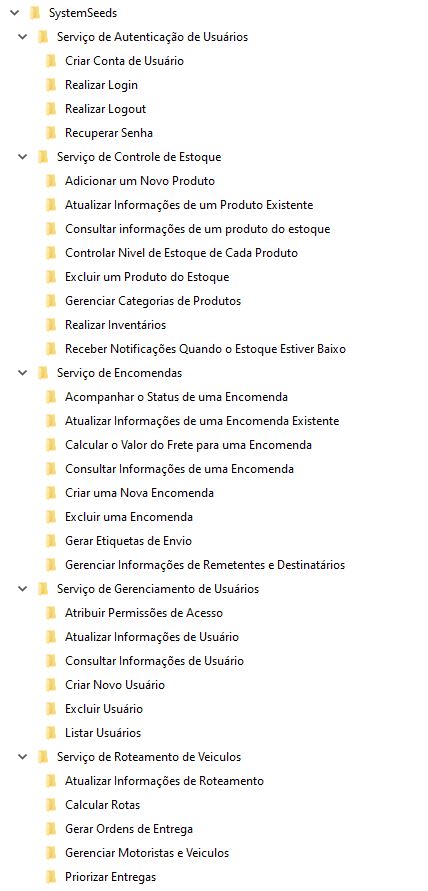 SystemSeeds
Serviço de Autenticação de Usuários
Criar Conta de Usuário
Realizar Login
Realizar Logout
Recuperar Senha
Serviço de Controle de Estoque
Adicionar um Novo Produto
Atualizar Informações de um Produto Existente
Consultar informações de um produto do estoque
Controlar Nivel de Estoque de Cada Produto
Excluir um Produto do Estoque
Gerenciar Categorias de Produtos
Realizar Inventários
Receber Notificações Quando o Estoque Estiver Baixo
Serviço de Encomendas
Acompanhar o Status de uma Encomenda
Atualizar Informações de uma Encomenda Existente
Calcular o Valor do Frete para uma Encomenda
Consultar Informações de uma Encomenda
Criar uma Nova Encomenda
Excluir uma Encomenda
Gerar Etiquetas de Envio
Gerenciar Informações de Remetentes e Destinatários
Serviço de Gerenciamento de Usuários
Atribuir Permissões de Acesso
Atualizar Informações de Usuário
Consultar Informações de Usuário
Criar Novo Usuário
Excluir Usuário
Listar Usuários
Serviço de Roteamento de Veiculos
Atualizar Informações de Roteamento
Calcular Rotas
Gerar Ordens de Entrega
Gerenciar Motoristas e Veiculos
Priorizar Entregas